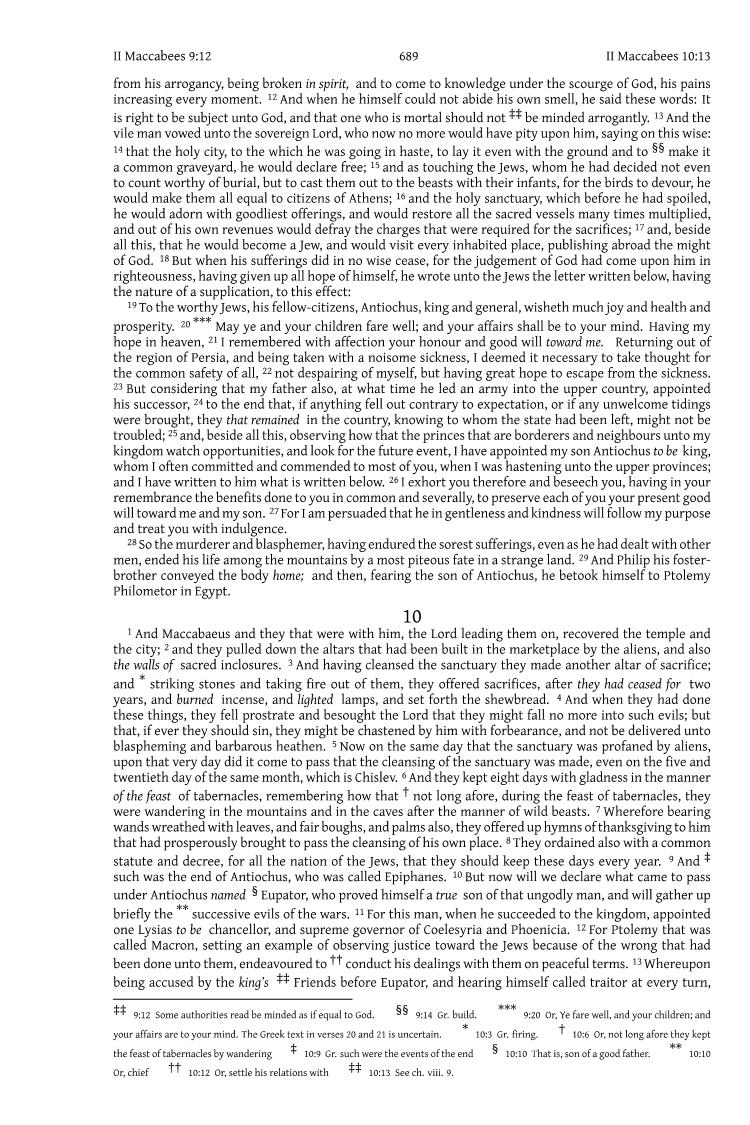 II Maccabees 9:12 689 II Maccabees 10:13
from his arrogancy, being broken in spirit, and to come to knowledge under the scourge of God, his pains
increasing every moment. 12 And when he himself could not abide his own smell, he said these words: It
is right to be subject unto God, and that one who is mortal should not ‡‡ be minded arrogantly. 13 And the
vile man vowed unto the sovereign Lord, who now no more would have pity upon him, saying on this wise:
14 that the holy city, to the which he was going in haste, to lay it even with the ground and to §§ make it
a common graveyard, he would declare free; 15 and as touching the Jews, whom he had decided not even
to count worthy of burial, but to cast them out to the beasts with their infants, for the birds to devour, he
would make them all equal to citizens of Athens; 16 and the holy sanctuary, which before he had spoiled,
he would adorn with goodliest offerings, and would restore all the sacred vessels many times multiplied,
and out of his own revenues would defray the charges that were required for the sacrifices; 17 and, beside
all this, that he would become a Jew, and would visit every inhabited place, publishing abroad the might
of God. 18 But when his sufferings did in no wise cease, for the judgement of God had come upon him in
righteousness, having given up all hope of himself, he wrote unto the Jews the letter written below, having
the nature of a supplication, to this effect:
19 To the worthy Jews, his fellow-citizens, Antiochus, king and general, wisheth much joy and health and
prosperity. 20 *** May ye and your children fare well; and your affairs shall be to your mind. Having my
hope in heaven, 21 I remembered with affection your honour and good will toward me. Returning out of
the region of Persia, and being taken with a noisome sickness, I deemed it necessary to take thought for
the common safety of all, 22 not despairing of myself, but having great hope to escape from the sickness.
23 But considering that my father also, at what time he led an army into the upper country, appointed
his successor, 24 to the end that, if anything fell out contrary to expectation, or if any unwelcome tidings
were brought, they that remained in the country, knowing to whom the state had been left, might not be
troubled; 25 and, beside all this, observing how that the princes that are borderers and neighbours unto my
kingdom watch opportunities, and look for the future event, I have appointed my son Antiochus to be king,
whom I often committed and commended to most of you, when I was hastening unto the upper provinces;
and I have written to him what is written below. 26 I exhort you therefore and beseech you, having in your
remembrance the benefits done to you in common and severally, to preserve each of you your present good
will toward me and my son. 27 For I am persuaded that he in gentleness and kindness will follow my purpose
and treat you with indulgence.
28 So the murderer and blasphemer, having endured the sorest sufferings, even as he had dealt with other
men, ended his life among the mountains by a most piteous fate in a strange land. 29 And Philip his foster-
brother conveyed the body home; and then, fearing the son of Antiochus, he betook himself to Ptolemy
Philometor in Egypt.
10
1 And Maccabaeus and they that were with him, the Lord leading them on, recovered the temple and
the city; 2 and they pulled down the altars that had been built in the marketplace by the aliens, and also
the walls of sacred inclosures. 3 And having cleansed the sanctuary they made another altar of sacrifice;
and * striking stones and taking fire out of them, they offered sacrifices, after they had ceased for two
years, and burned incense, and lighted lamps, and set forth the shewbread. 4 And when they had done
these things, they fell prostrate and besought the Lord that they might fall no more into such evils; but
that, if ever they should sin, they might be chastened by him with forbearance, and not be delivered unto
blaspheming and barbarous heathen. 5 Now on the same day that the sanctuary was profaned by aliens,
upon that very day did it come to pass that the cleansing of the sanctuary was made, even on the five and
twentieth day of the same month, which is Chislev. 6 And they kept eight days with gladness in the manner
of the feast of tabernacles, remembering how that † not long afore, during the feast of tabernacles, they
were wandering in the mountains and in the caves after the manner of wild beasts. 7 Wherefore bearing
wands wreathed with leaves, and fair boughs, and palms also, they offered up hymns of thanksgiving to him
that had prosperously brought to pass the cleansing of his own place. 8 They ordained also with a common
statute and decree, for all the nation of the Jews, that they should keep these days every year. 9 And ‡
such was the end of Antiochus, who was called Epiphanes. 10 But now will we declare what came to pass
under Antiochus named § Eupator, who proved himself a true son of that ungodly man, and will gather up
briefly the ** successive evils of the wars. 11 For this man, when he succeeded to the kingdom, appointed
one Lysias to be chancellor, and supreme governor of Coelesyria and Phoenicia. 12 For Ptolemy that was
called Macron, setting an example of observing justice toward the Jews because of the wrong that had
been done unto them, endeavoured to †† conduct his dealings with them on peaceful terms. 13 Whereupon
being accused by the king's ‡‡ Friends before Eupator, and hearing himself called traitor at every turn,
‡‡ 9:12 Some authorities read be minded as if equal to God. §§ 9:14 Gr. build. *** 9:20 Or, Ye fare well, and your children; and
your affairs are to your mind. The Greek text in verses 20 and 21 is uncertain. * 10:3 Gr. firing. † 10:6 Or, not long afore they kept
the feast of tabernacles by wandering ‡ 10:9 Gr. such were the events of the end § 10:10 That is, son of a good father. ** 10:10
Or, chief †† 10:12 Or, settle his relations with ‡‡ 10:13 See ch. viii. 9.